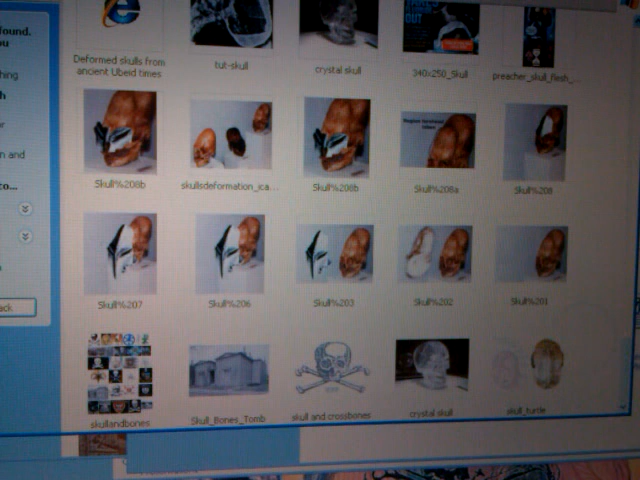 found.
Deformed skulls from
ancient Ubeid times
tut-skull
crystal skull
340x250_Skull
preacher_skull_flesh_...
Skull%208b
skullsdeformation_ica...
Skull%208b
Skull%208a
Skull%208
Skull%207
Skull%206
Skull%203
Skull%202
Skull%201
skullandbones
Skull_Bones_Tomb
skull and crossbones
crystal skull
skull_turtle
hing
n and
to...
ack